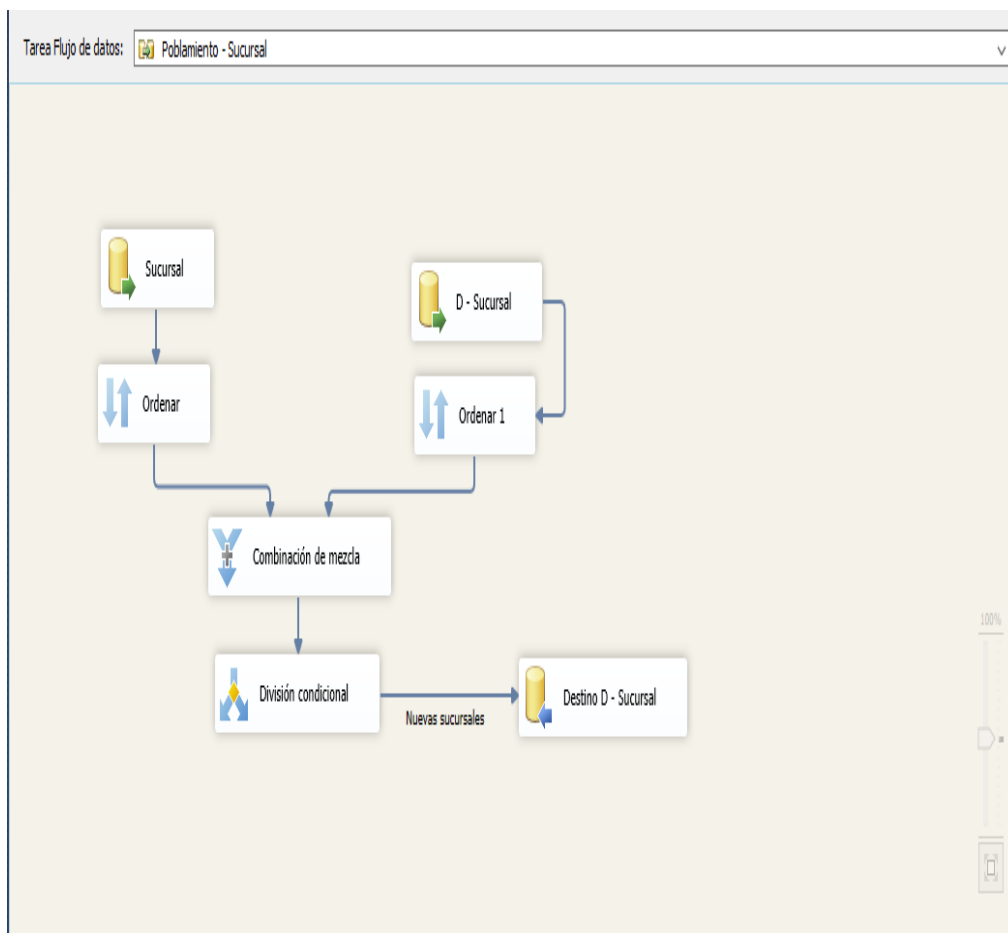 Tarea Flujo de datos: Poblamiento - Sucursal
Sucursal
D - Sucursal
Ordenar
Ordenar 1
Combinación de mezcla
División condicional
Nuevas sucursales
Destino D - Sucursal
100%